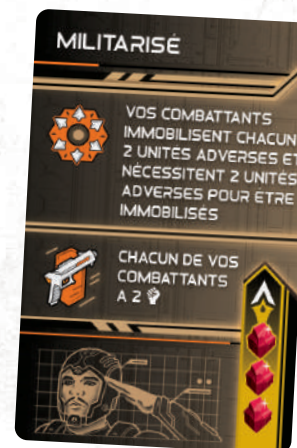 MILITARISÉ
VOS COMBATTANTS
IMMOBILISENT CHACUN
2 UNITÉS ADVERSES ET
NÉCESSITENT 2 UNITÉS
ADVERSES POUR ÊTRE
IMMOBILISÉS
CHACUN DE VOS
COMBATTANTS
A 2